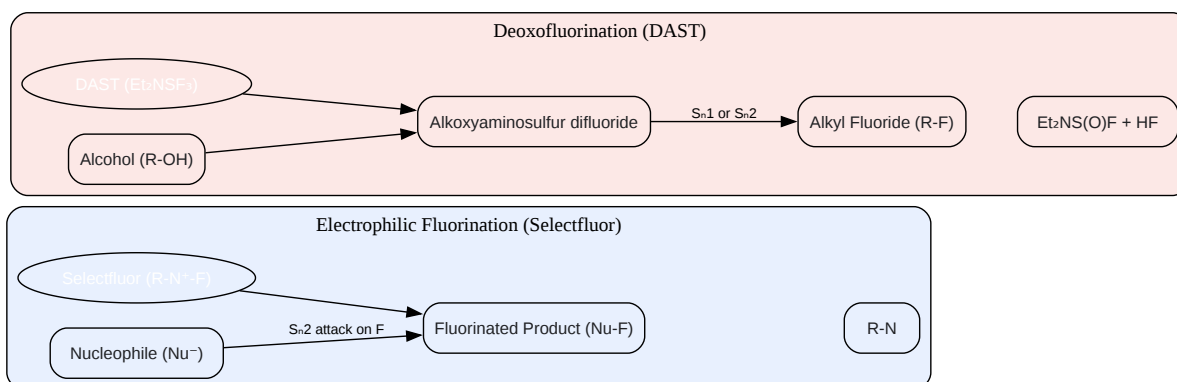 Deoxofluorination (DAST)
DAST (Et₂NSF₃)
Alcohol (R-OH)
Alkoxyaminosulfur difluoride
Sₙ1 or Sₙ2
Alkyl Fluoride (R-F)
Et₂NS(O)F + HF
Electrophilic Fluorination (Selectfluor)
Selectfluor (R-N⁺-F)
Nucleophile (Nu⁻)
Sₙ2 attack on F
Fluorinated Product (Nu-F)
R-N